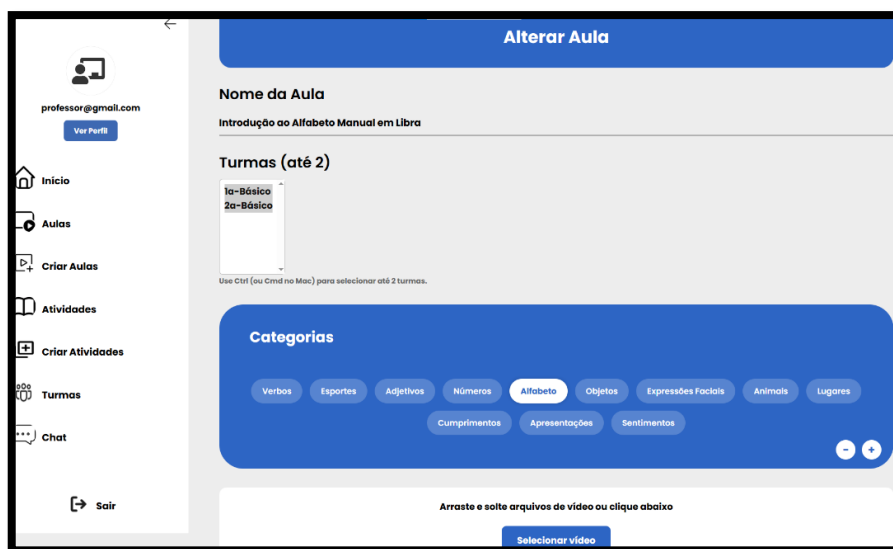 professor@gmail.com
Ver Perfil
Inicio
Aulas
Criar Aulas
Atividades
Criar Atividades
Turmas
Chat
Sair
Alterar Aula
Nome da Aula
Introdução ao Alfabeto Manual em Libra
Turmas (até 2)
1a-Básico
2a-Básico
Use Ctrl (ou Cmd no Mac) para selecionar até 2 turmas.
Categorias
Verbos Esportes Adjetivos Números Alfabeto Objetos Expressões Faciais Animais Lugares
Cumprimentos Apresentações Sentimentos
- +
Arraste e solte arquivos de vídeo ou clique abaixo
Selecionar vídeo